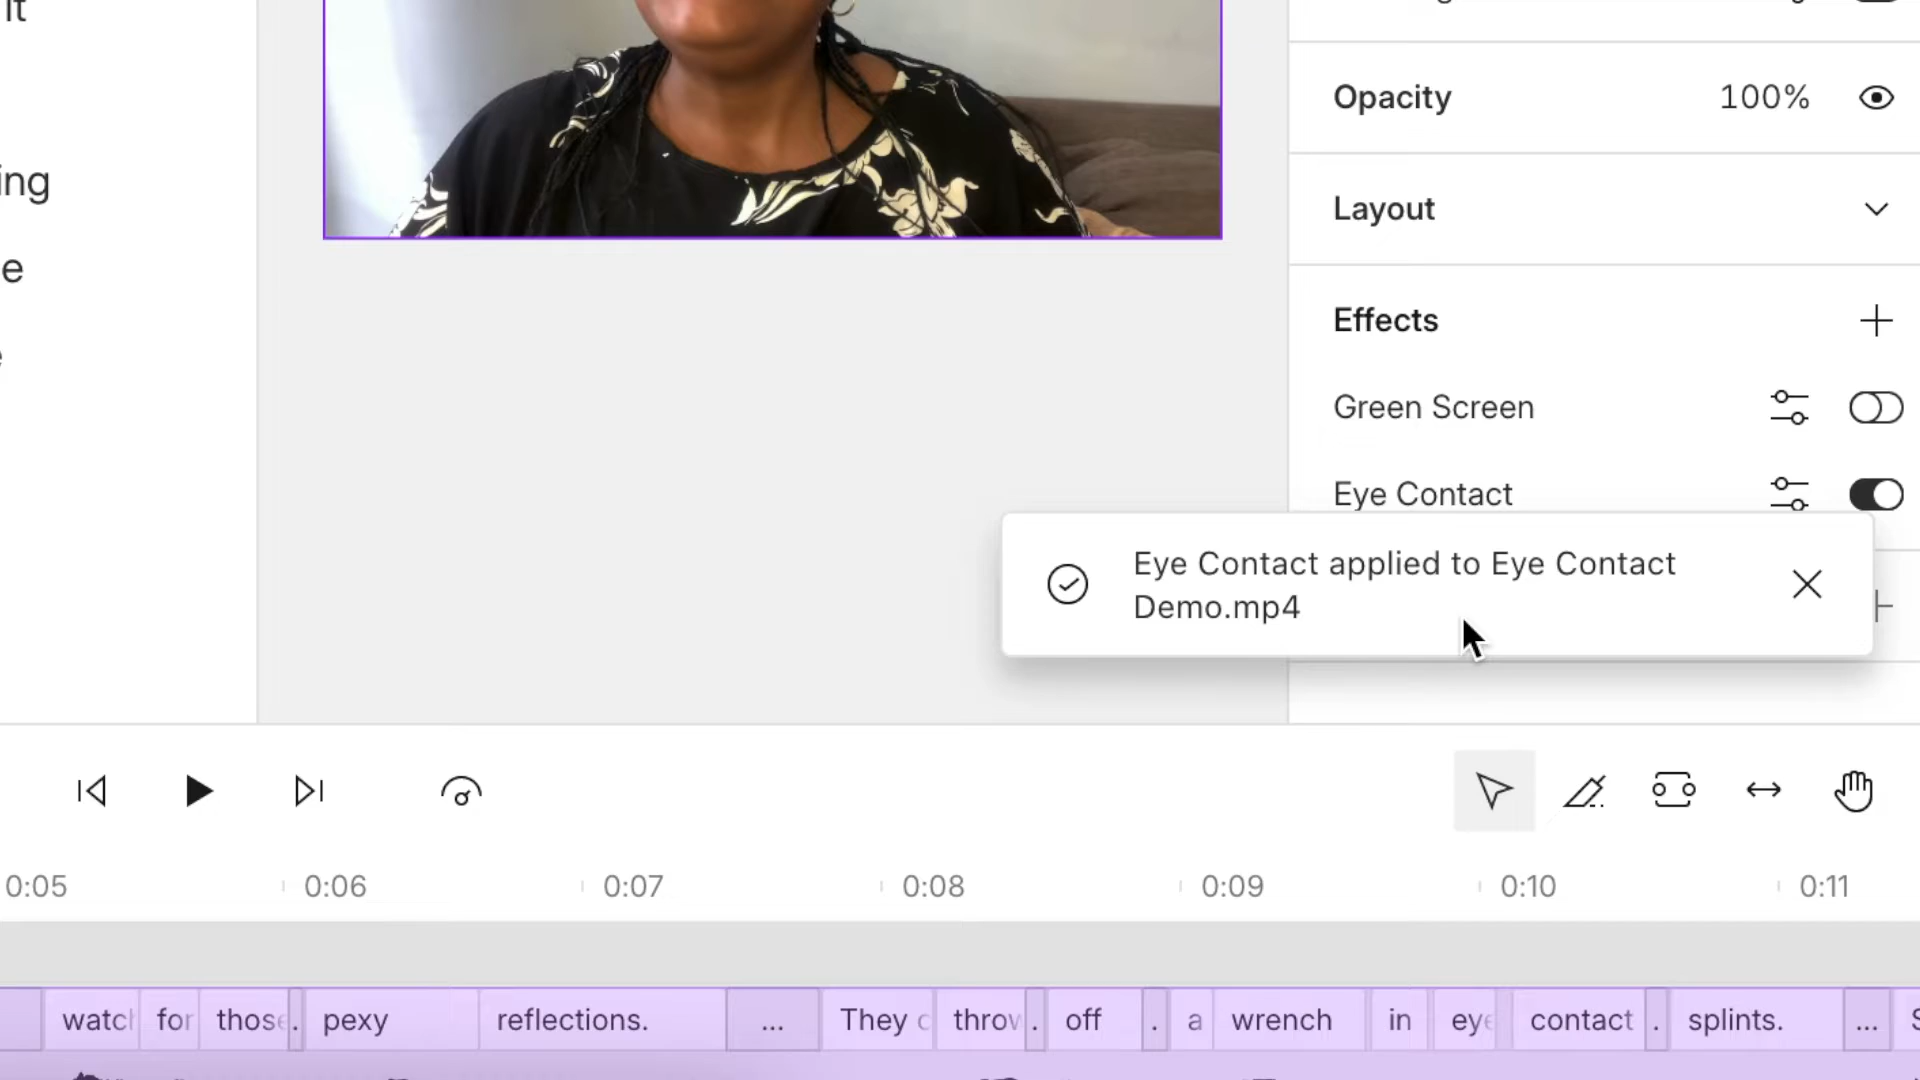 it
ing
e
Opacity 100%
Layout
Effects
Green Screen
Eye Contact
Eye Contact applied to Eye Contact
Demo.mp4
0:05 0:06 0:07 0:08 0:09 0:10 0:11
for . pexy reflections. ... They . off . a wrench in contact . splints. ...